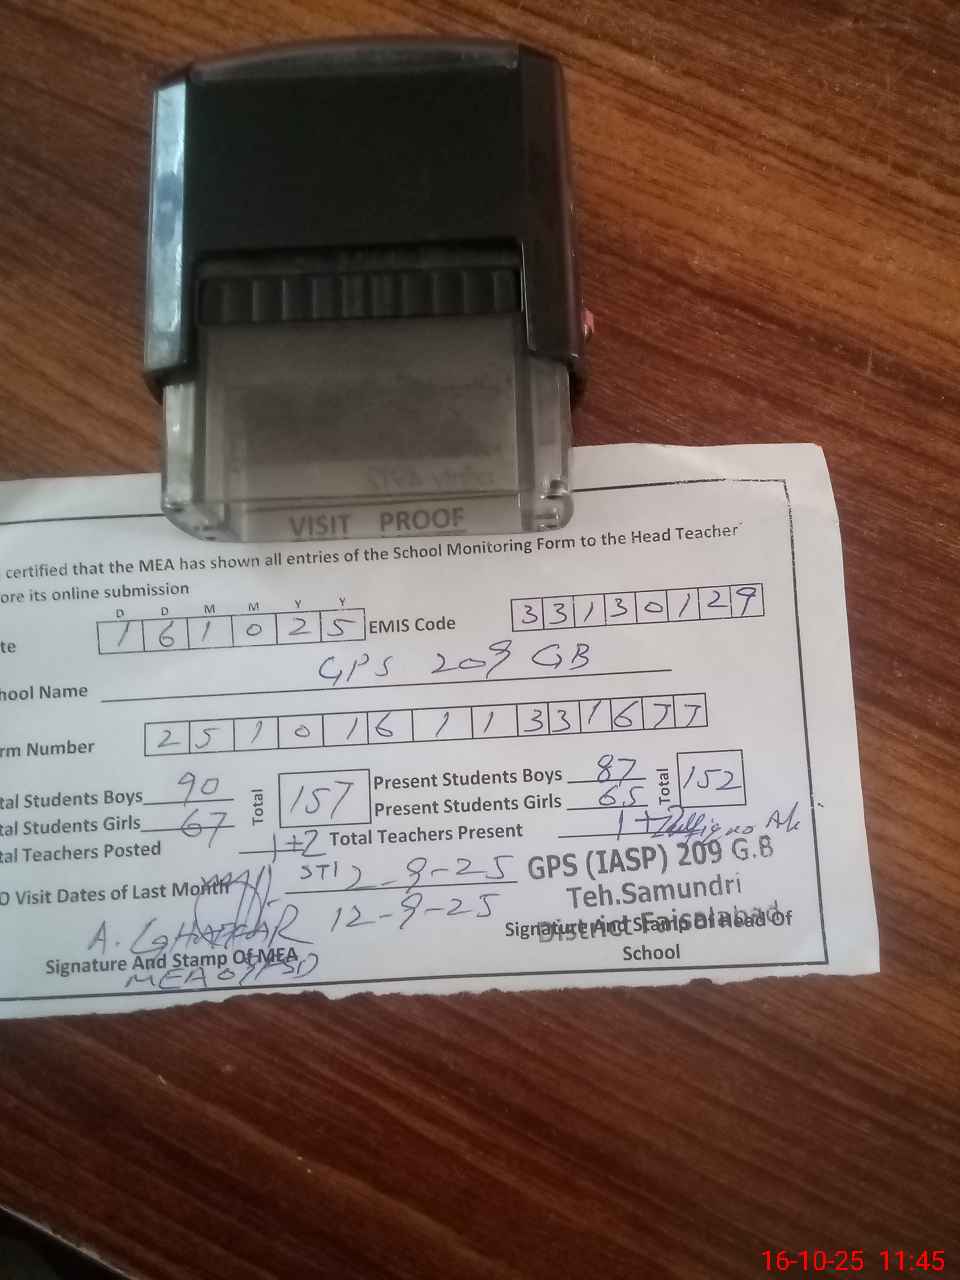 VISIT PROOF
certified that the MEA has shown all entries of the School Monitoring Form to the Head Teacher
ore its online submission
D D M M Y Y
te 1 6 1 0 2 5 EMIS Code 3 3 1 3 0 1 2 9
hool Name GPS 209 GB
rm Number 2 5 1 0 1 6 1 1 3 3 1 6 7 7
tal Students Boys 90 Total 157 Present Students Boys 87 Total 152
tal Students Girls 67 Present Students Girls 65
tal Teachers Posted 1+2 Total Teachers Present 1+2
O Visit Dates of Last Month STI 2-9-25
12-9-25
GPS (IASP) 209 G.B
Teh.Samundri
District Faisalabad
A. GHAFFAR
Signature And Stamp Of MEA
MEA 07 FSD
Signature And Stamp of Head Of
School
16-10-25 11:45